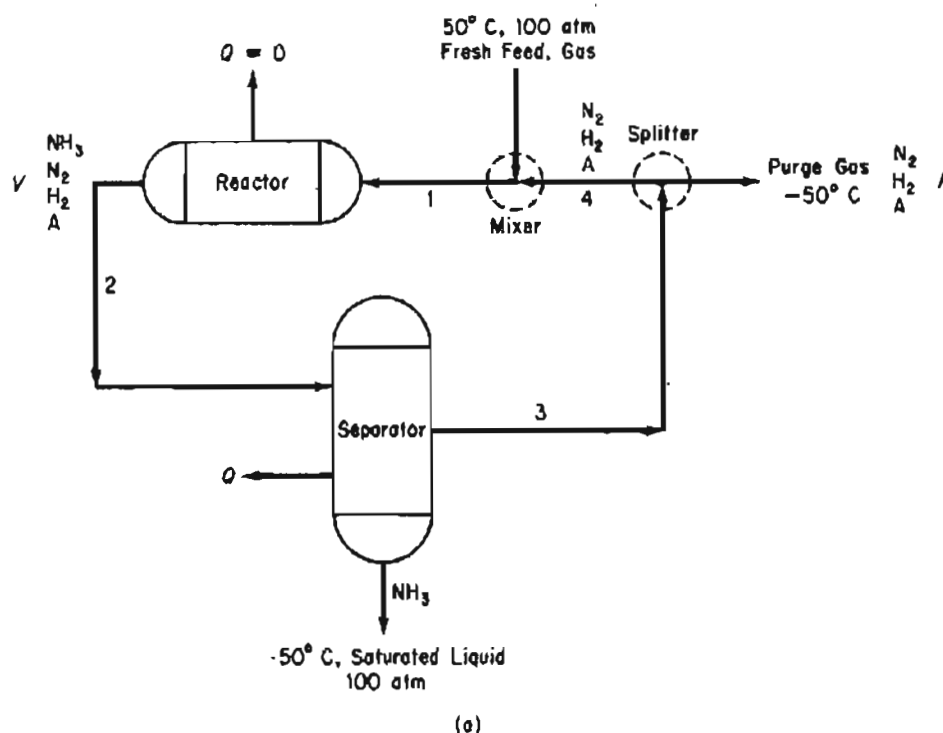 50° C, 100 atm
Fresh Feed, Gas
Q = 0
N₂
H₂
A
Splitter
NH₃
N₂
H₂
A
V
Reactor
1
Mixer
4
Purge Gas
-50° C
N₂
H₂
A
2
3
Separator
Q
NH₃
-50° C, Saturated Liquid
100 atm
(a)